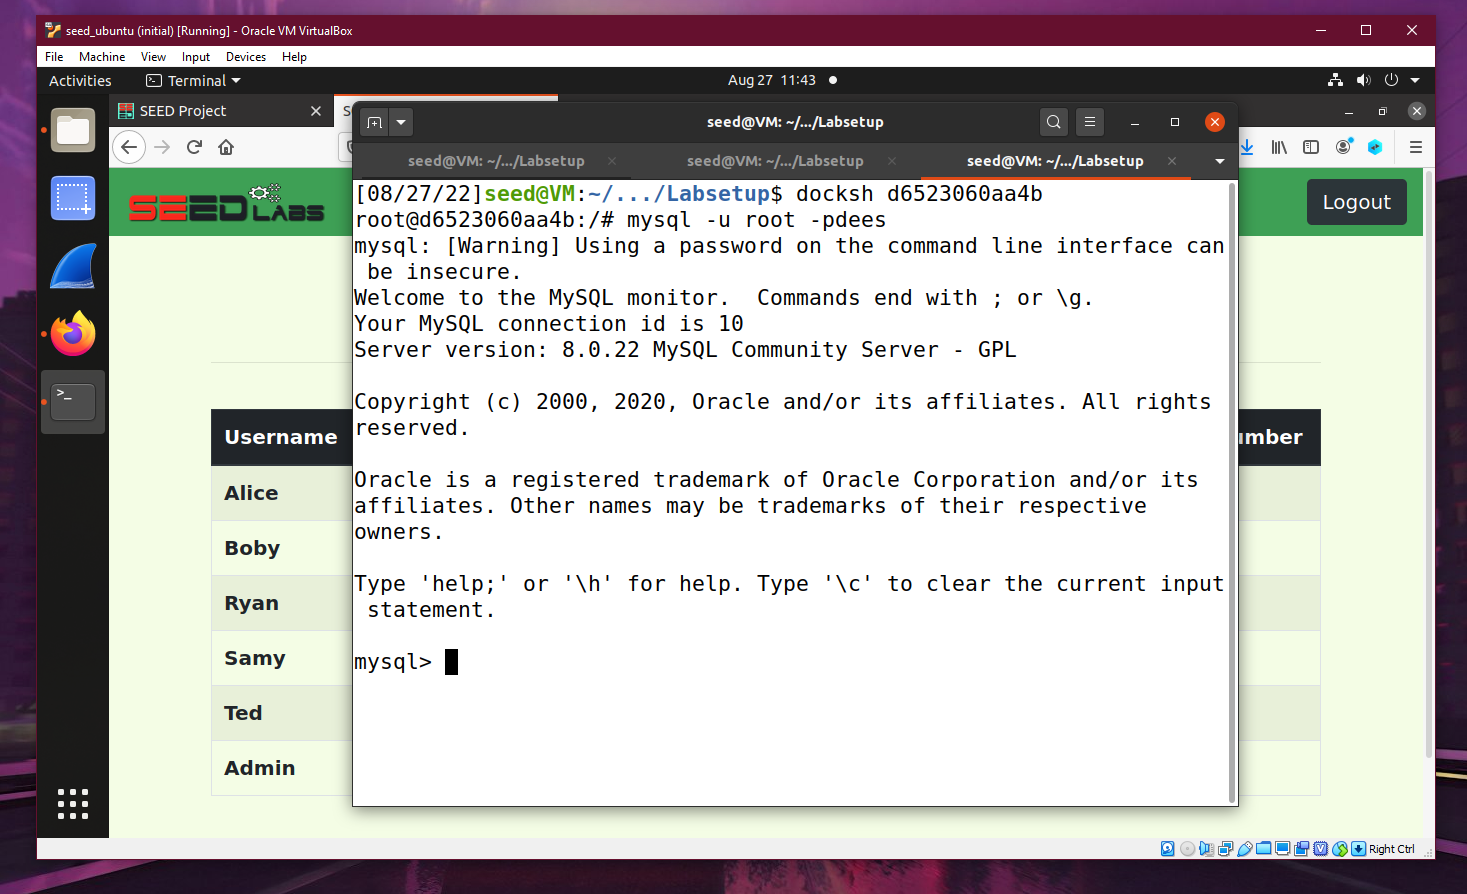 seed_ubuntu (initial) [Running] - Oracle VM VirtualBox
File Machine View Input Devices Help
Activities Terminal Aug 27 11:43
SEED Project S
seed@VM: ~/.../Labsetup
seed@VM: ~/.../Labsetup seed@VM: ~/.../Labsetup seed@VM: ~/.../Labsetup
SEED LABS Logout
[08/27/22]seed@VM:~/.../Labsetup$ docksh d6523060aa4b
root@d6523060aa4b:/# mysql -u root -pdees
mysql: [Warning] Using a password on the command line interface can
be insecure.
Welcome to the MySQL monitor.  Commands end with ; or \g.
Your MySQL connection id is 10
Server version: 8.0.22 MySQL Community Server - GPL
Copyright (c) 2000, 2020, Oracle and/or its affiliates. All rights
reserved.
Oracle is a registered trademark of Oracle Corporation and/or its
affiliates. Other names may be trademarks of their respective
owners.
Type 'help;' or '\h' for help. Type '\c' to clear the current input
statement.
mysql>
Username umber
Alice
Boby
Ryan
Samy
Ted
Admin
Right Ctrl